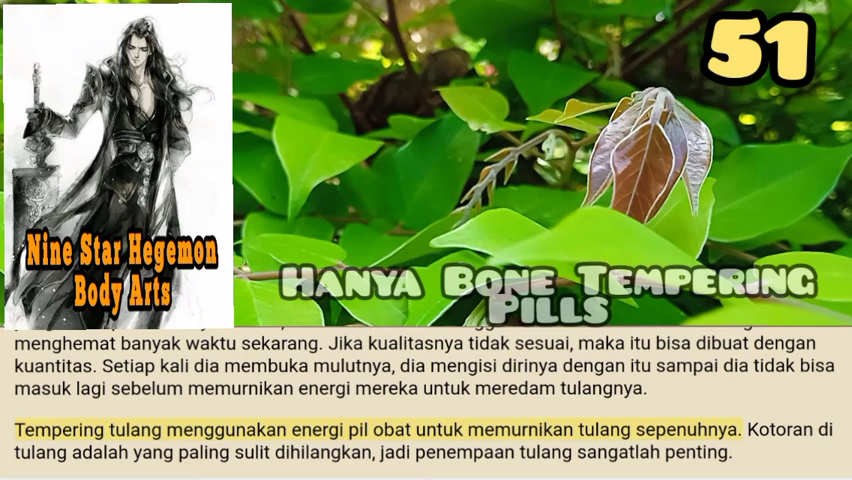 51
Nine Star Hegemon
Body Arts
Hanya Bone Tempering
Pills
menghemat banyak waktu sekarang. Jika kualitasnya tidak sesuai, maka itu bisa dibuat dengan
kuantitas. Setiap kali dia membuka mulutnya, dia mengisi dirinya dengan itu sampai dia tidak bisa
masuk lagi sebelum memurnikan energi mereka untuk meredam tulangnya.
Tempering tulang menggunakan energi pil obat untuk memurnikan tulang sepenuhnya. Kotoran di
tulang adalah yang paling sulit dihilangkan, jadi penempaan tulang sangatlah penting.